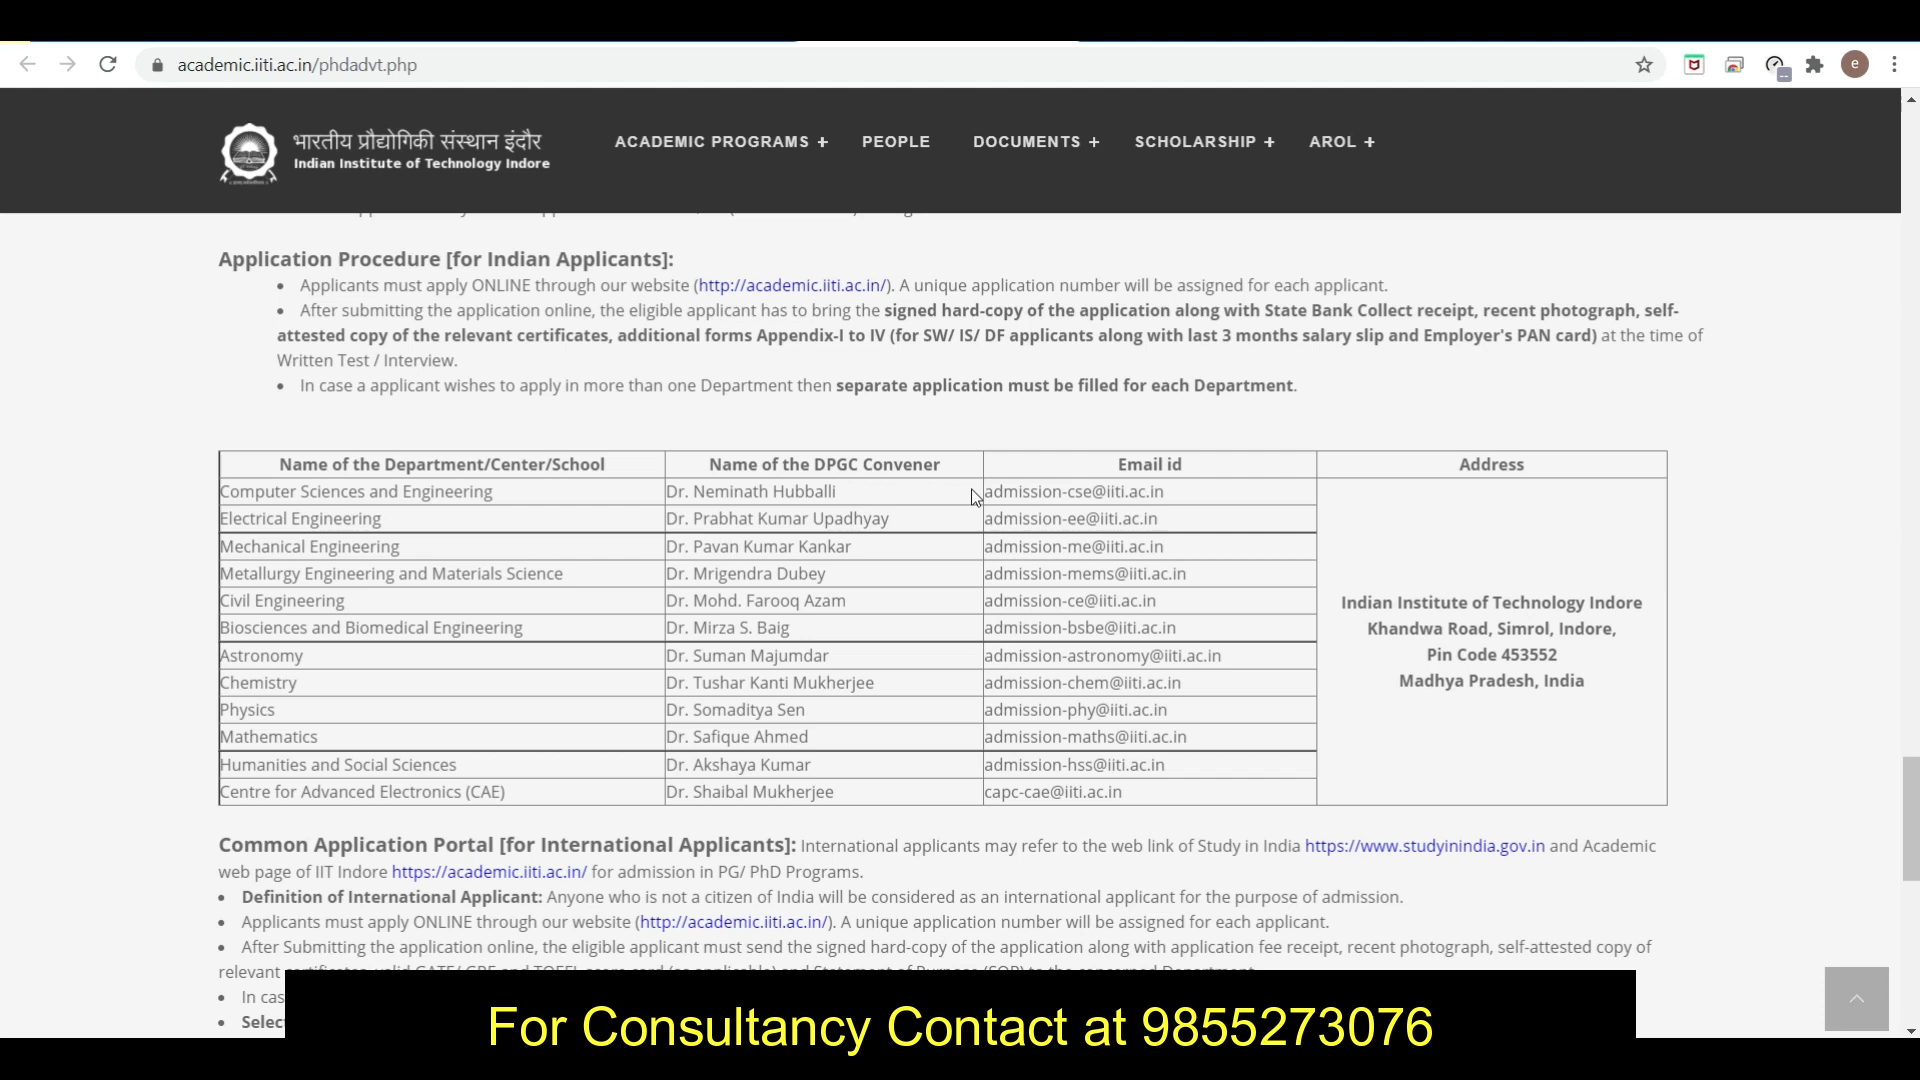 academic.iiti.ac.in/phdadvt.php
e
भारतीय प्रौद्योगिकी संस्थान इंदौर
Indian Institute of Technology Indore
ACADEMIC PROGRAMS +
PEOPLE
DOCUMENTS +
SCHOLARSHIP +
AROL +
Application Procedure [for Indian Applicants]:
• Applicants must apply ONLINE through our website (http://academic.iiti.ac.in/). A unique application number will be assigned for each applicant.
• After submitting the application online, the eligible applicant has to bring the signed hard-copy of the application along with State Bank Collect receipt, recent photograph, self-
attested copy of the relevant certificates, additional forms Appendix-I to IV (for SW/ IS/ DF applicants along with last 3 months salary slip and Employer's PAN card) at the time of
Written Test / Interview.
• In case a applicant wishes to apply in more than one Department then separate application must be filled for each Department.
Name of the Department/Center/School Name of the DPGC Convener Email id Address
Computer Sciences and Engineering Dr. Neminath Hubballi admission-cse@iiti.ac.in
Electrical Engineering Dr. Prabhat Kumar Upadhyay admission-ee@iiti.ac.in
Mechanical Engineering Dr. Pavan Kumar Kankar admission-me@iiti.ac.in
Metallurgy Engineering and Materials Science Dr. Mrigendra Dubey admission-mems@iiti.ac.in
Civil Engineering Dr. Mohd. Farooq Azam admission-ce@iiti.ac.in
Biosciences and Biomedical Engineering Dr. Mirza S. Baig admission-bsbe@iiti.ac.in
Astronomy Dr. Suman Majumdar admission-astronomy@iiti.ac.in
Chemistry Dr. Tushar Kanti Mukherjee admission-chem@iiti.ac.in
Physics Dr. Somaditya Sen admission-phy@iiti.ac.in
Mathematics Dr. Safique Ahmed admission-maths@iiti.ac.in
Humanities and Social Sciences Dr. Akshaya Kumar admission-hss@iiti.ac.in
Centre for Advanced Electronics (CAE) Dr. Shaibal Mukherjee capc-cae@iiti.ac.in
Indian Institute of Technology Indore
Khandwa Road, Simrol, Indore,
Pin Code 453552
Madhya Pradesh, India
Common Application Portal [for International Applicants]: International applicants may refer to the web link of Study in India https://www.studyinindia.gov.in and Academic
web page of IIT Indore https://academic.iiti.ac.in/ for admission in PG/ PhD Programs.
• Definition of International Applicant: Anyone who is not a citizen of India will be considered as an international applicant for the purpose of admission.
• Applicants must apply ONLINE through our website (http://academic.iiti.ac.in/). A unique application number will be assigned for each applicant.
• After Submitting the application online, the eligible applicant must send the signed hard-copy of the application along with application fee receipt, recent photograph, self-attested copy of
relevant
• In cas
• Select
For Consultancy Contact at 9855273076